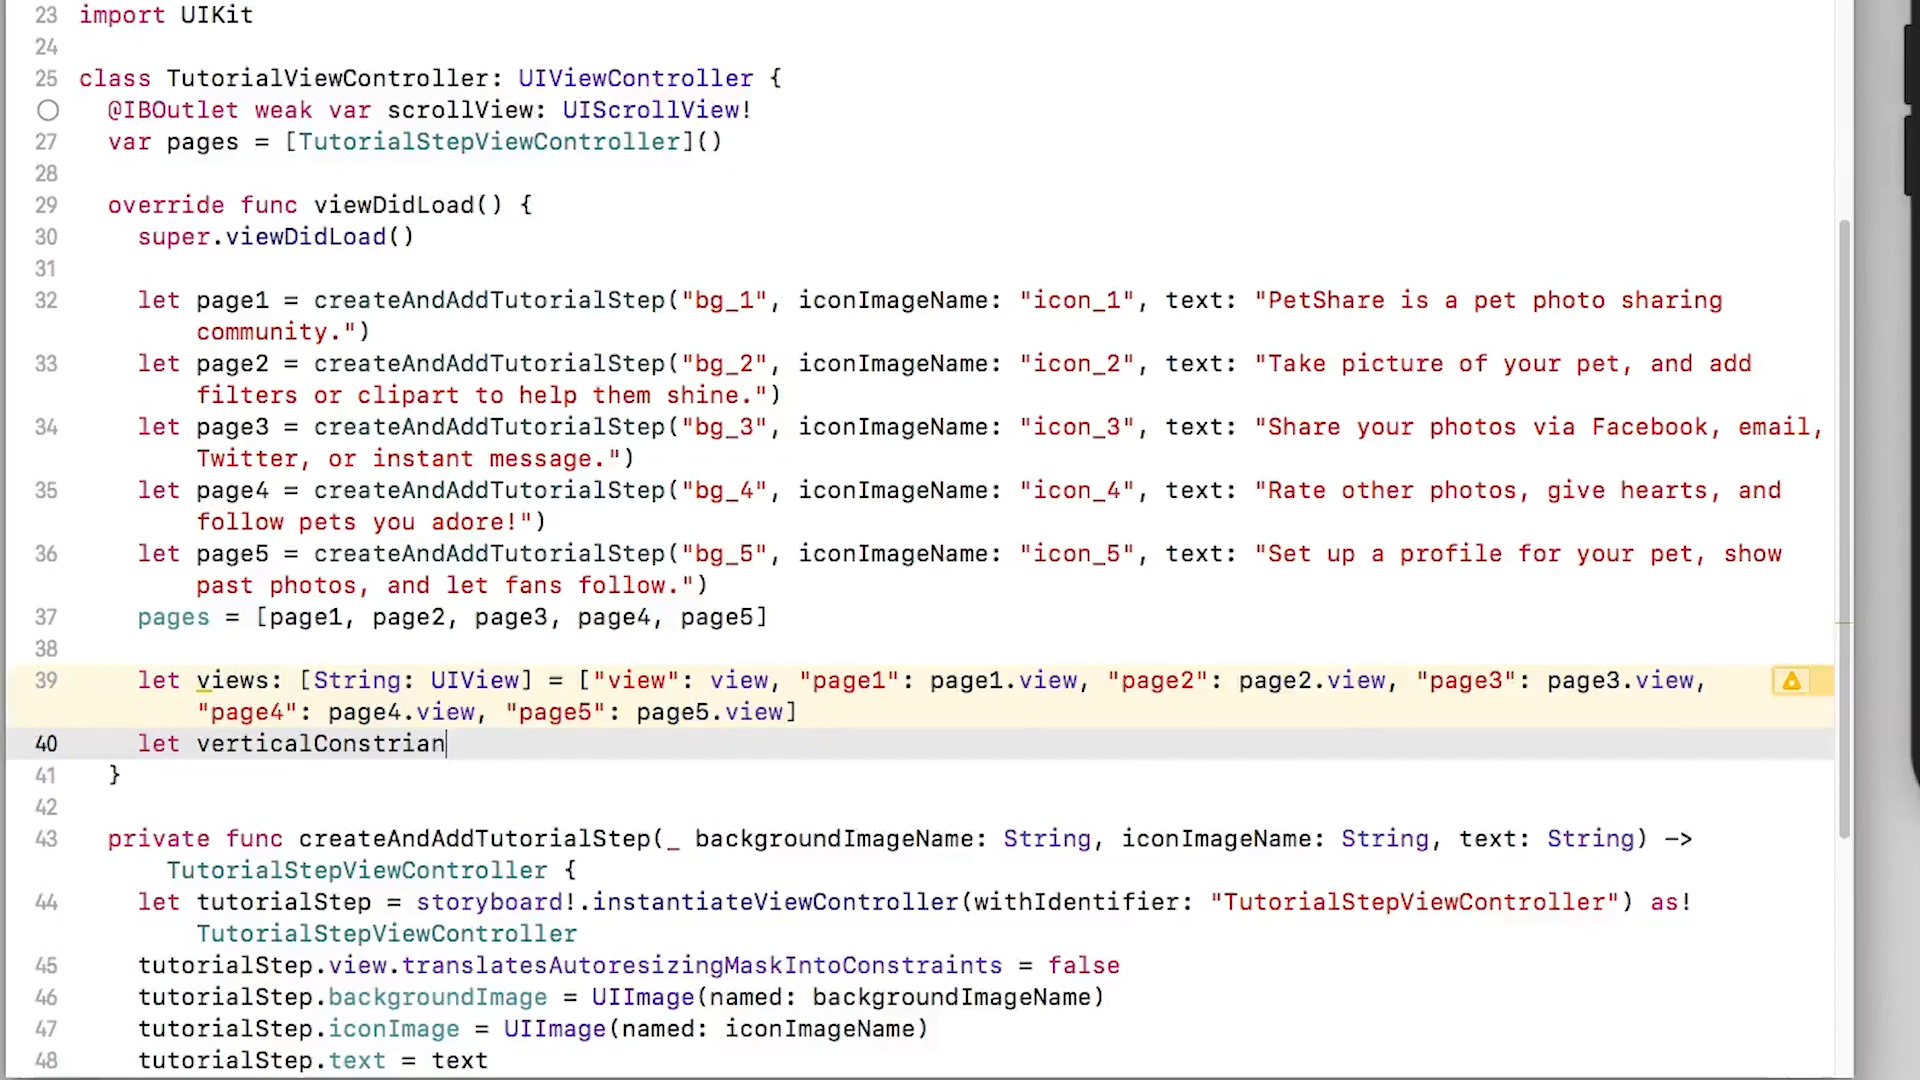 23 import UIKit
24
25 class TutorialViewController: UIViewController {
@IBOutlet weak var scrollView: UIScrollView!
27 var pages = [TutorialStepViewController]()
28
29 override func viewDidLoad() {
30 super.viewDidLoad()
31
32 let page1 = createAndAddTutorialStep("bg_1", iconImageName: "icon_1", text: "PetShare is a pet photo sharing
community.")
33 let page2 = createAndAddTutorialStep("bg_2", iconImageName: "icon_2", text: "Take picture of your pet, and add
filters or clipart to help them shine.")
34 let page3 = createAndAddTutorialStep("bg_3", iconImageName: "icon_3", text: "Share your photos via Facebook, email,
Twitter, or instant message.")
35 let page4 = createAndAddTutorialStep("bg_4", iconImageName: "icon_4", text: "Rate other photos, give hearts, and
follow pets you adore!")
36 let page5 = createAndAddTutorialStep("bg_5", iconImageName: "icon_5", text: "Set up a profile for your pet, show
past photos, and let fans follow.")
37 pages = [page1, page2, page3, page4, page5]
38
39 let views: [String: UIView] = ["view": view, "page1": page1.view, "page2": page2.view, "page3": page3.view,
"page4": page4.view, "page5": page5.view]
40 let verticalConstrian
41 }
42
43 private func createAndAddTutorialStep(_ backgroundImageName: String, iconImageName: String, text: String) ->
TutorialStepViewController {
44 let tutorialStep = storyboard!.instantiateViewController(withIdentifier: "TutorialStepViewController") as!
TutorialStepViewController
45 tutorialStep.view.translatesAutoresizingMaskIntoConstraints = false
46 tutorialStep.backgroundImage = UIImage(named: backgroundImageName)
47 tutorialStep.iconImage = UIImage(named: iconImageName)
48 tutorialStep.text = text